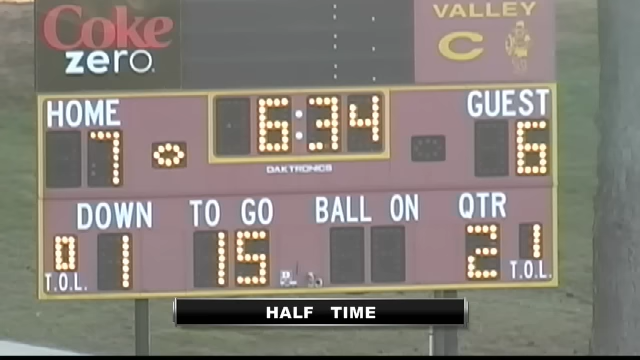 Coke
zero.
VALLEY
C
HOME
GUEST
7
6:34
6
DAKTRONICS
DOWN
TO GO
BALL ON
QTR
0
1
15
2
1
T.O.L.
T.O.L.
HALF TIME